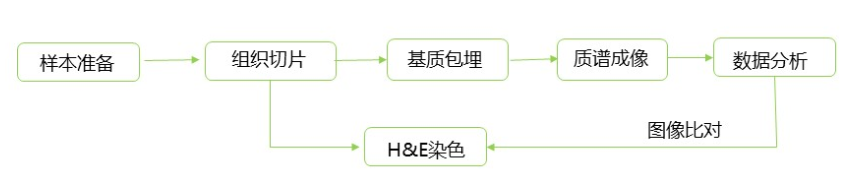 样本准备
组织切片
基质包埋
质谱成像
数据分析
图像比对
H&E染色